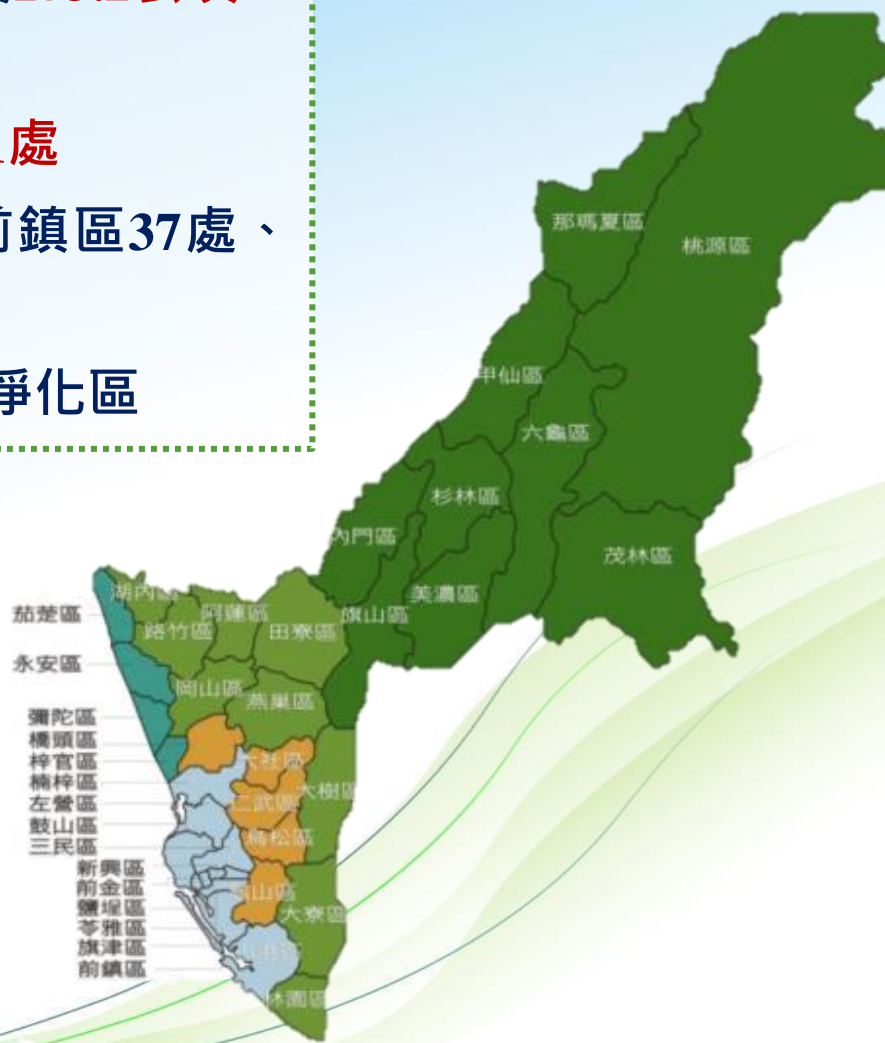 處
前鎮區37處、
淨化區
那瑪夏區
桃源區
甲仙區
六龜區
杉林區
內門區
茂林區
美濃區
旗山區
湖內區
茄萣區
阿蓮區
路竹區
田寮區
永安區
岡山區
燕巢區
彌陀區
橋頭區
梓官區
楠梓區
左營區
鼓山區
三民區
大社區
大樹區
仁武區
鳥松區
新興區
前金區
鹽埕區
苓雅區
旗津區
前鎮區
鳳山區
大寮區
林園區